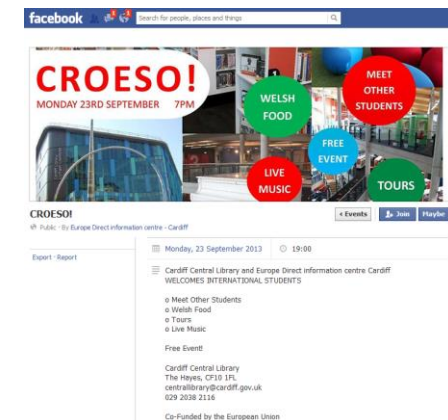 facebook
Search for people, places and things
CROESO!
MONDAY 23RD SEPTEMBER 7PM
WELSH
FOOD
MEET
OTHER
STUDENTS
FREE
EVENT
LIVE
MUSIC
TOURS
CROESO!
< Events
Join
Maybe
Public · By Europe Direct information centre - Cardiff
Export · Report
Monday, 23 September 2013
19:00
Cardiff Central Library and Europe Direct information centre Cardiff
WELCOMES INTERNATIONAL STUDENTS
o Meet Other Students
o Welsh Food
o Tours
o Live Music
Free Event!
Cardiff Central Library
The Hayes, CF10 1FL
centrallibrary@cardiff.gov.uk
029 2038 2116
Co-Funded by the European Union